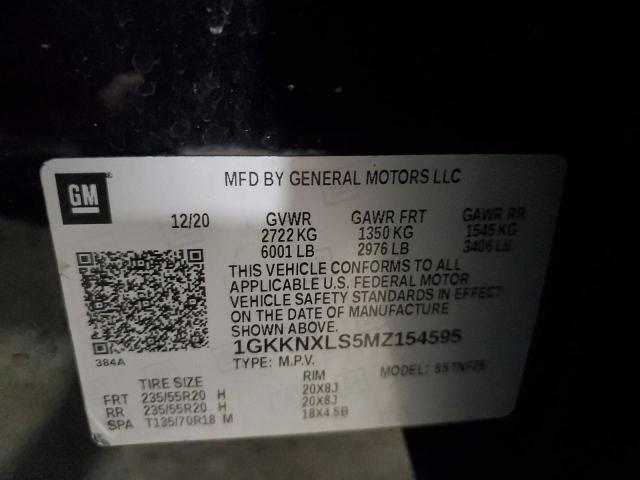 GM
MFD BY GENERAL MOTORS LLC
12/20 GVWR GAWR FRT GAWR RR
2722 KG 1350 KG 1545 KG
6001 LB 2976 LB 3406 LB
THIS VEHICLE CONFORMS TO ALL
APPLICABLE U.S. FEDERAL MOTOR
VEHICLE SAFETY STANDARDS IN EFFECT
ON THE DATE OF MANUFACTURE
SHOWN ABOVE.
384A
1GKKNXLS5MZ154595
TYPE: M.P.V. MODEL:
TIRE SIZE RIM
FRT 235/55R20 H 20X8J
RR 235/55R20 H 20X8J
SPA T135/70R18 M 18X4.5B